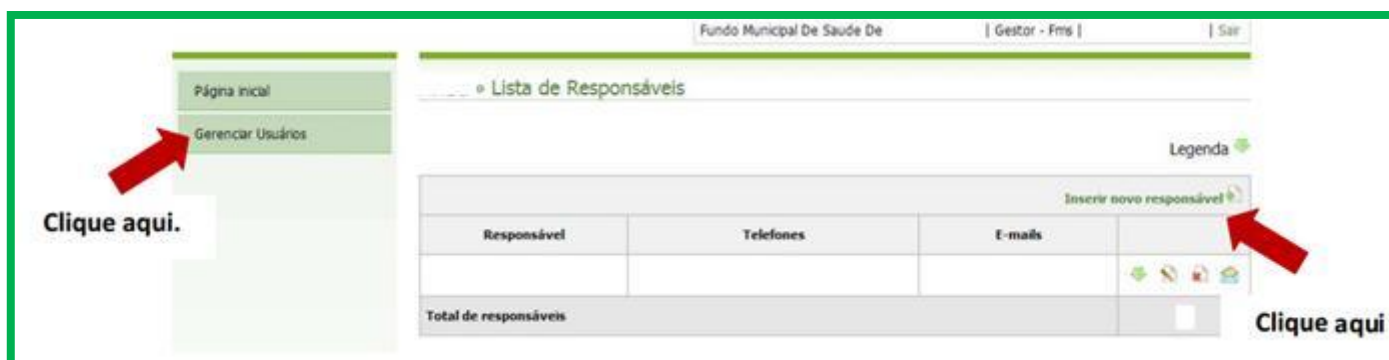 Fundo Municipal De Saude De | Gestor - Fms | | Sair
Página inicial
» Lista de Responsáveis
Gerenciar Usuários
Legenda
Inserir novo responsável
Clique aqui.
Responsável Telefones E-mails
Total de responsáveis
Clique aqui